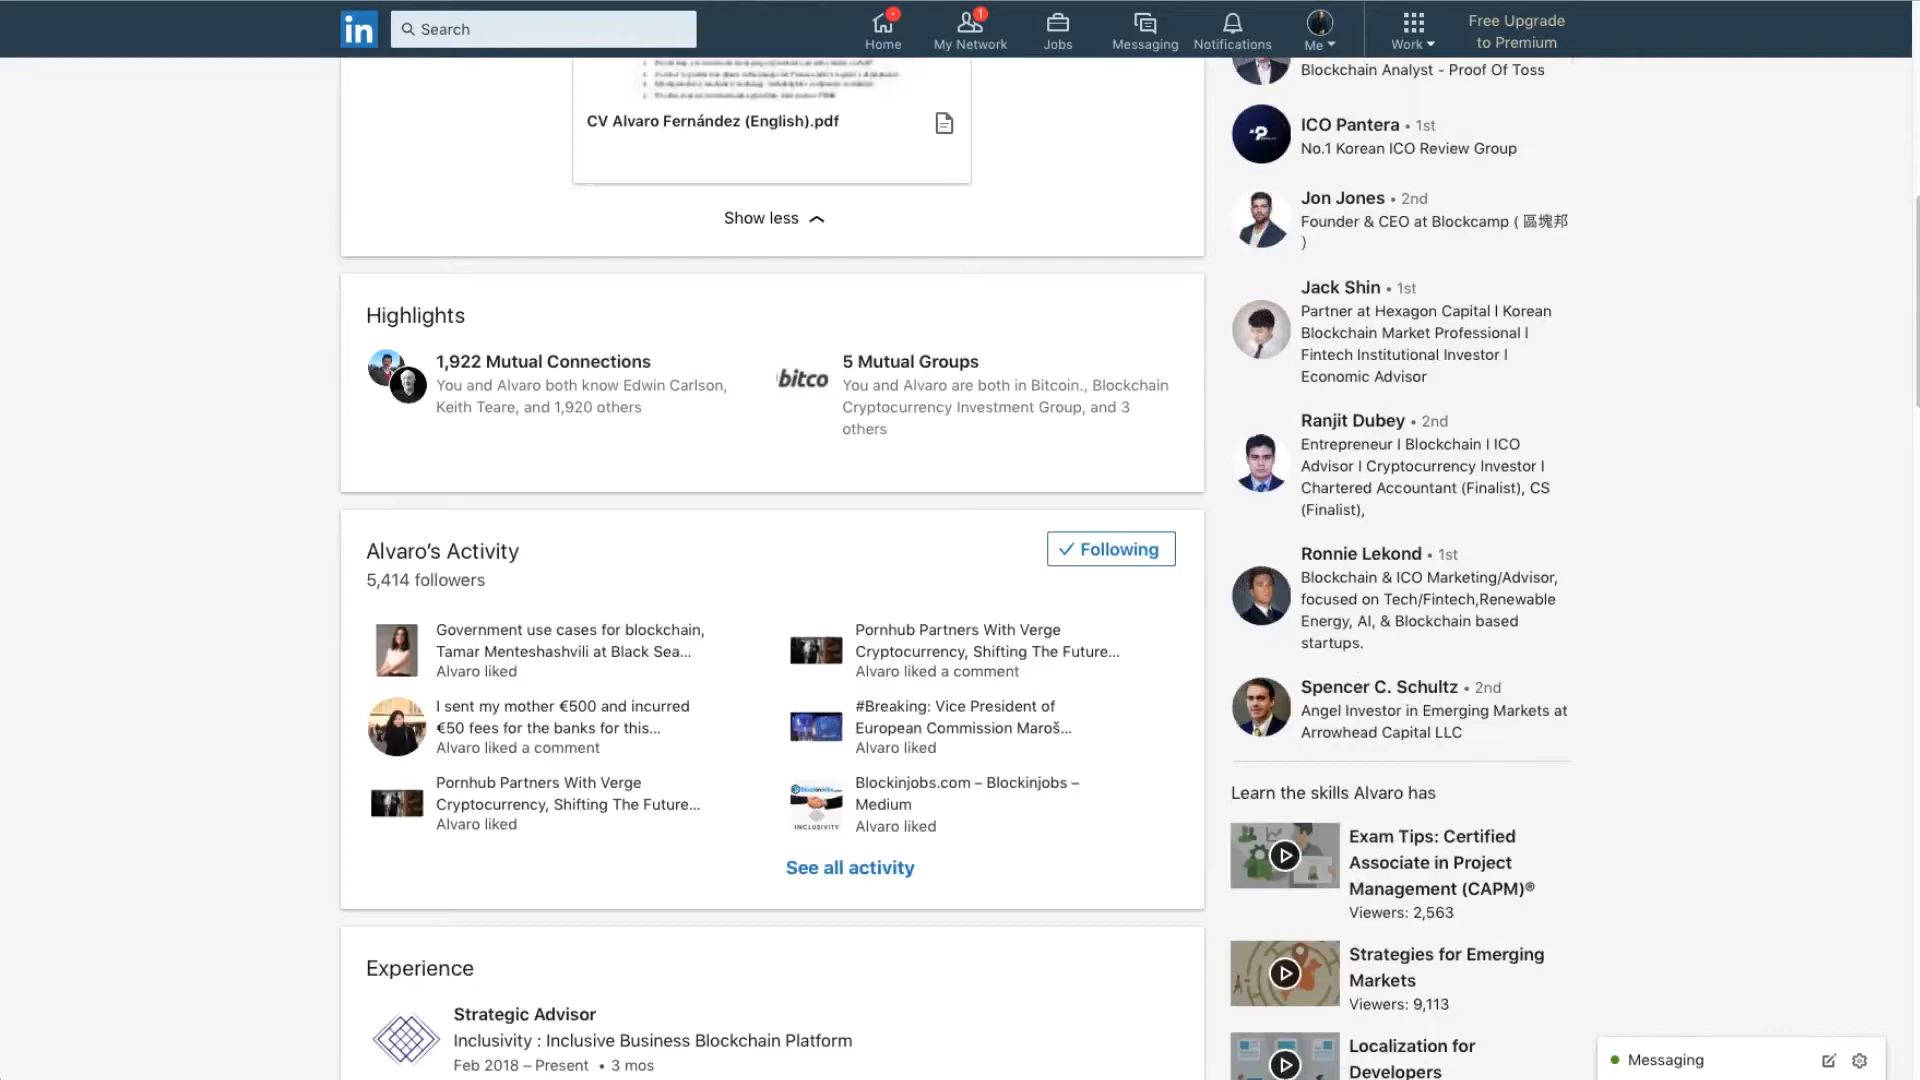 in
Search
Home
1
My Network
Jobs
Messaging
Notifications
Me
Work
Free Upgrade
to Premium
CV Alvaro Fernández (English).pdf
Show less
Highlights
1,922 Mutual Connections
You and Alvaro both know Edwin Carlson,
Keith Teare, and 1,920 others
bitco
5 Mutual Groups
You and Alvaro are both in Bitcoin., Blockchain
Cryptocurrency Investment Group, and 3
others
Alvaro’s Activity
5,414 followers
Following
Government use cases for blockchain,
Tamar Menteshashvili at Black Sea...
Alvaro liked
Pornhub Partners With Verge
Cryptocurrency, Shifting The Future...
Alvaro liked a comment
I sent my mother €500 and incurred
€50 fees for the banks for this...
Alvaro liked a comment
#Breaking: Vice President of
European Commission Maroš...
Alvaro liked
Pornhub Partners With Verge
Cryptocurrency, Shifting The Future...
Alvaro liked
INCLUSIVITY
Blockinjobs.com – Blockinjobs –
Medium
Alvaro liked
See all activity
Experience
Strategic Advisor
Inclusivity : Inclusive Business Blockchain Platform
Feb 2018 – Present • 3 mos
Blockchain Analyst - Proof Of Toss
ICO Pantera • 1st
No.1 Korean ICO Review Group
Jon Jones • 2nd
Founder & CEO at Blockcamp ( 區塊邦
)
Jack Shin • 1st
Partner at Hexagon Capital l Korean
Blockchain Market Professional l
Fintech Institutional Investor l
Economic Advisor
Ranjit Dubey • 2nd
Entrepreneur l Blockchain l ICO
Advisor l Cryptocurrency Investor l
Chartered Accountant (Finalist), CS
(Finalist),
Ronnie Lekond • 1st
Blockchain & ICO Marketing/Advisor,
focused on Tech/Fintech,Renewable
Energy, AI, & Blockchain based
startups.
Spencer C. Schultz • 2nd
Angel Investor in Emerging Markets at
Arrowhead Capital LLC
Learn the skills Alvaro has
Exam Tips: Certified
Associate in Project
Management (CAPM)®
Viewers: 2,563
Strategies for Emerging
Markets
Viewers: 9,113
Localization for
Developers
Messaging